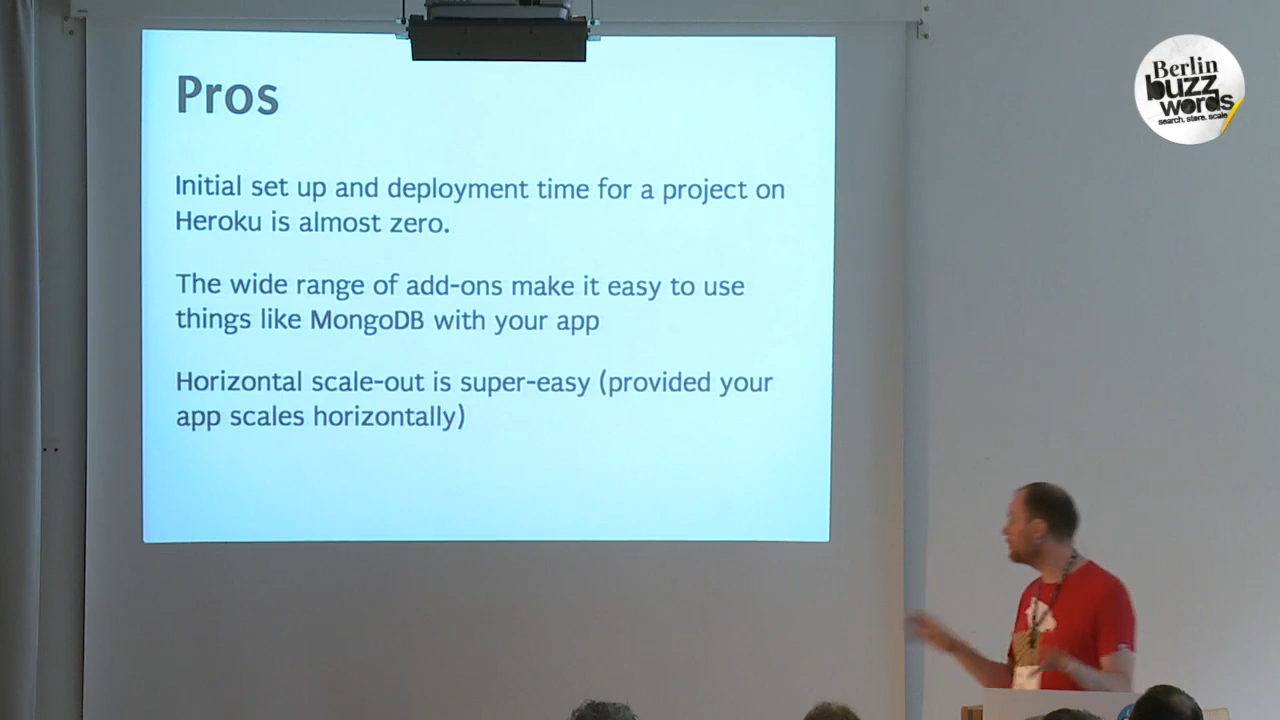 Pros
Initial set up and deployment time for a project on
Heroku is almost zero.
The wide range of add-ons make it easy to use
things like MongoDB with your app
Horizontal scale-out is super-easy (provided your
app scales horizontally)
Berlin
buzz
words
search. store. scale